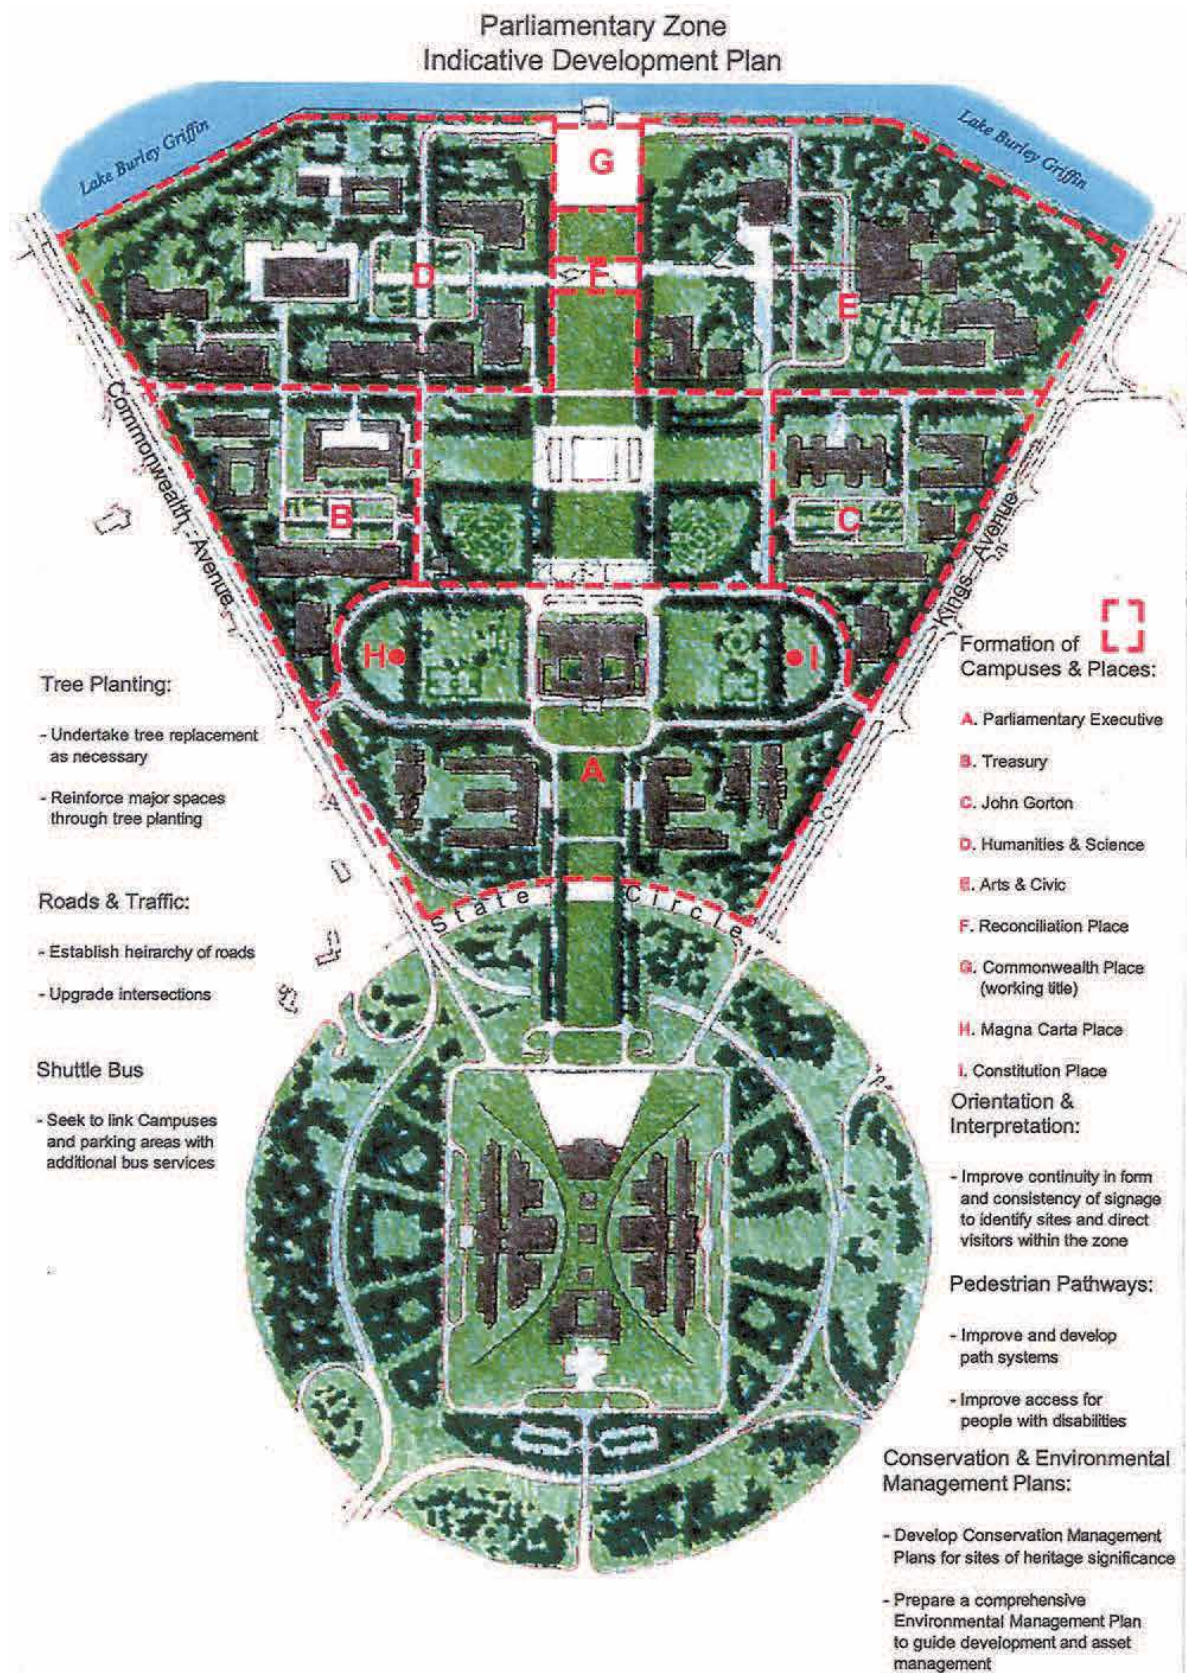 Parliamentary Zone
Indicative Development Plan
Lake Burley Griffin
Lake Burley Griffin
G
F
D
E
Commonwealth - Avenue
B
C
Kings Avenue
H
I
A
State Circle
Tree Planting:
- Undertake tree replacement
as necessary
- Reinforce major spaces
through tree planting
Roads & Traffic:
- Establish heirarchy of roads
- Upgrade intersections
Shuttle Bus
- Seek to link Campuses
and parking areas with
additional bus services
Formation of
Campuses & Places:
A. Parliamentary Executive
B. Treasury
C. John Gorton
D. Humanities & Science
E. Arts & Civic
F. Reconciliation Place
G. Commonwealth Place
(working title)
H. Magna Carta Place
I. Constitution Place
Orientation &
Interpretation:
- Improve continuity in form
and consistency of signage
to identify sites and direct
visitors within the zone
Pedestrian Pathways:
- Improve and develop
path systems
- Improve access for
people with disabilities
Conservation & Environmental
Management Plans:
- Develop Conservation Management
Plans for sites of heritage significance
- Prepare a comprehensive
Environmental Management Plan
to guide development and asset
management